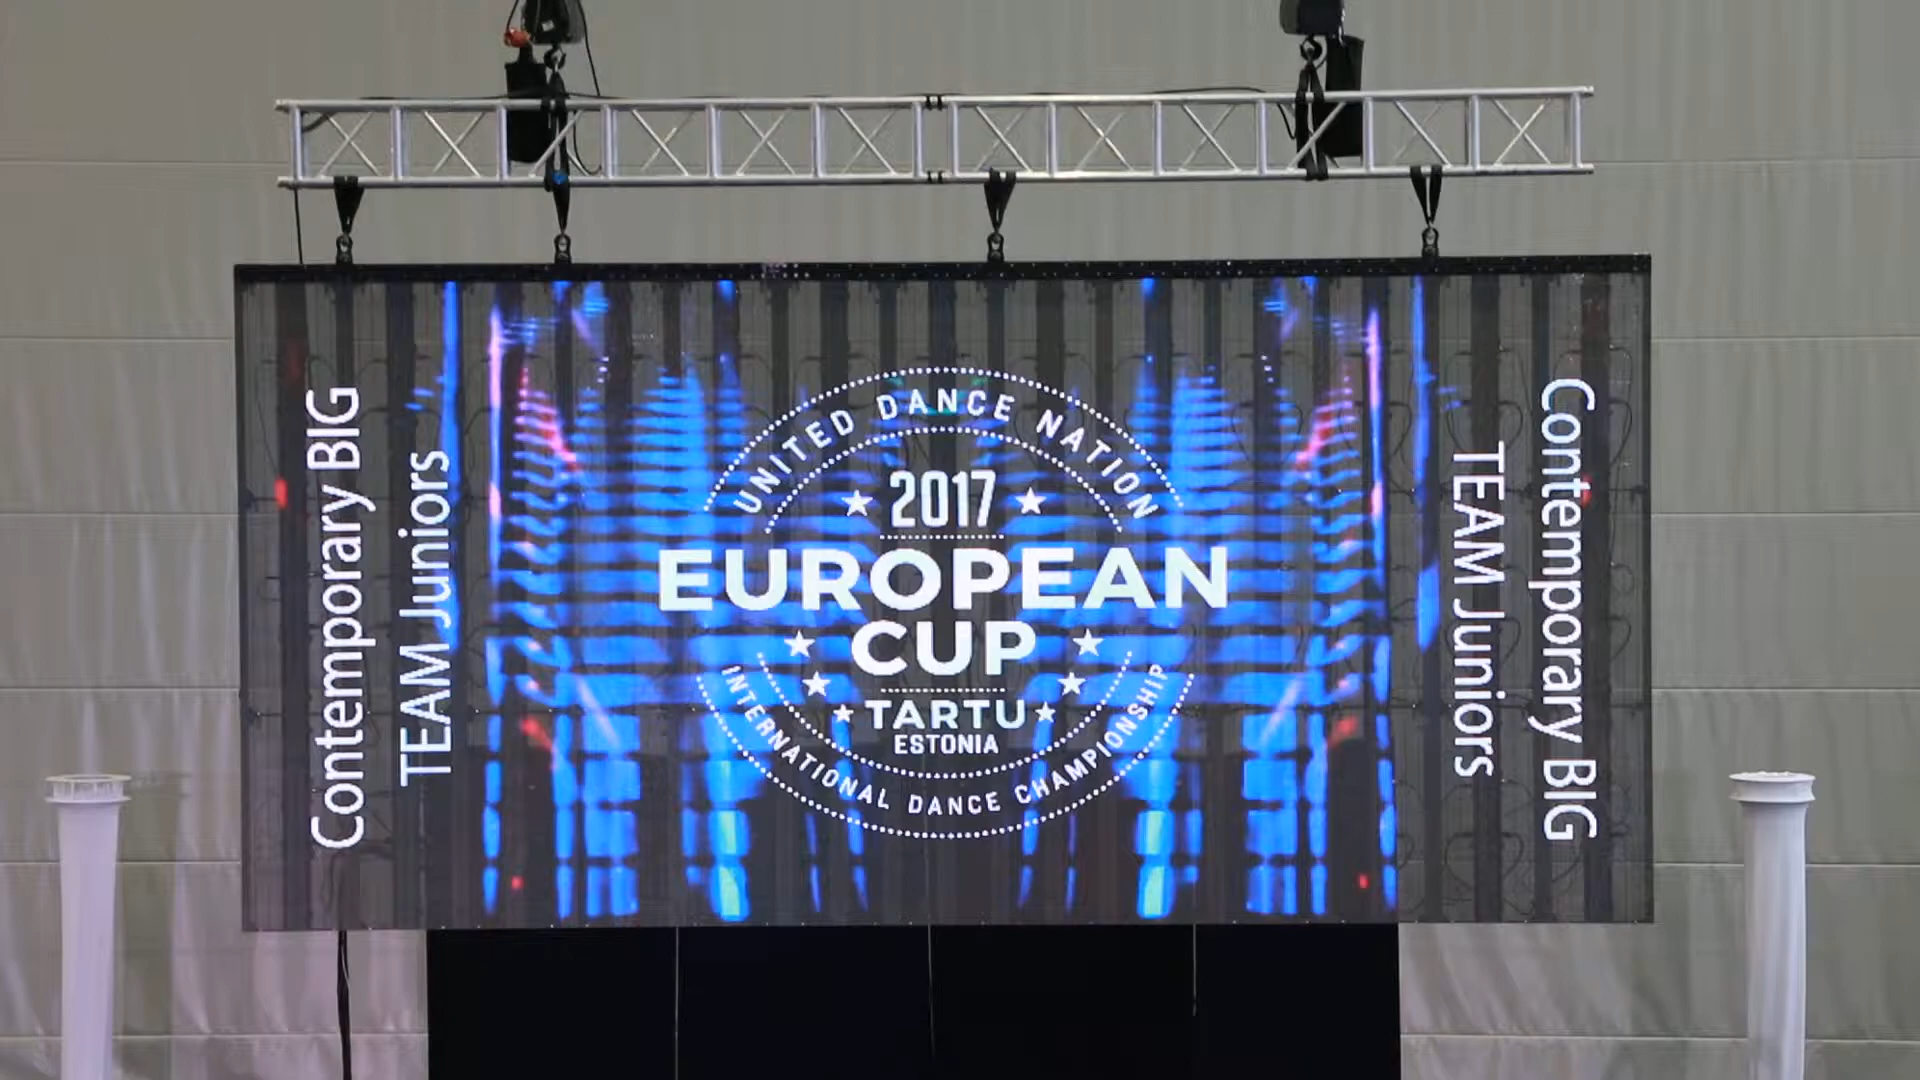 Contemporary BIG
TEAM Juniors
UNITED DANCE NATION
2017
EUROPEAN
CUP
TARTU
ESTONIA
INTERNATIONAL DANCE CHAMPIONSHIP
Contemporary BIG
TEAM Juniors